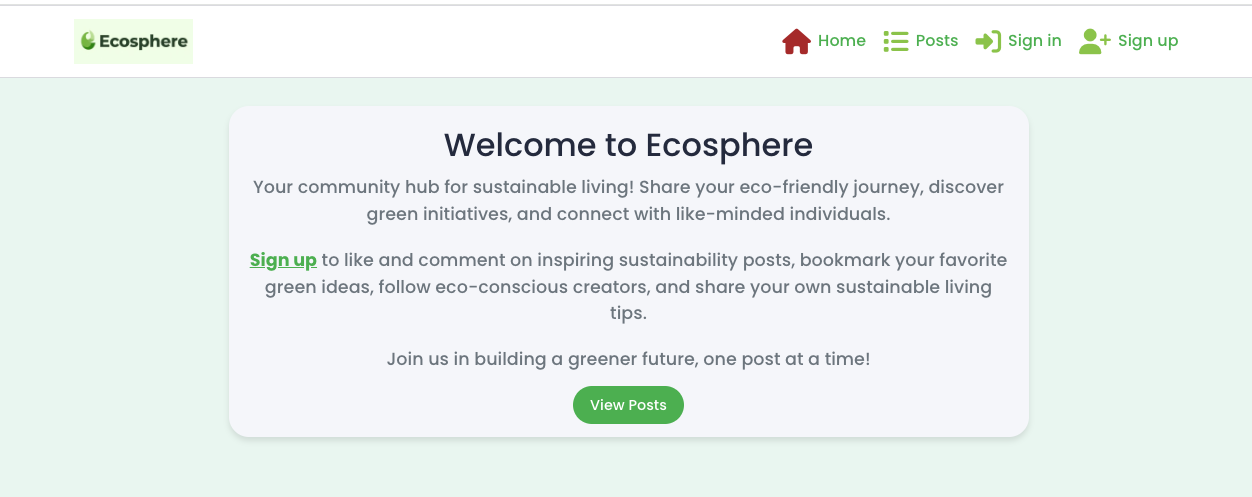 Ecosphere
Home
Posts
Sign in
Sign up
Welcome to Ecosphere
Your community hub for sustainable living! Share your eco-friendly journey, discover
green initiatives, and connect with like-minded individuals.
Sign up to like and comment on inspiring sustainability posts, bookmark your favorite
green ideas, follow eco-conscious creators, and share your own sustainable living
tips.
Join us in building a greener future, one post at a time!
View Posts